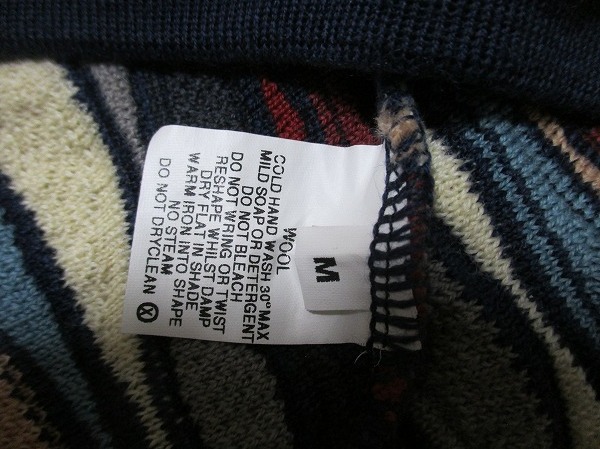 M
WOOL
COLD HAND WASH 30°MAX
MILD SOAP OR DETERGENT
DO NOT BLEACH
DO NOT WRING OR TWIST
RESHAPE WHILST DAMP
DRY FLAT IN SHADE
WARM IRON INTO SHAPE
NO STEAM
DO NOT DRYCLEAN X